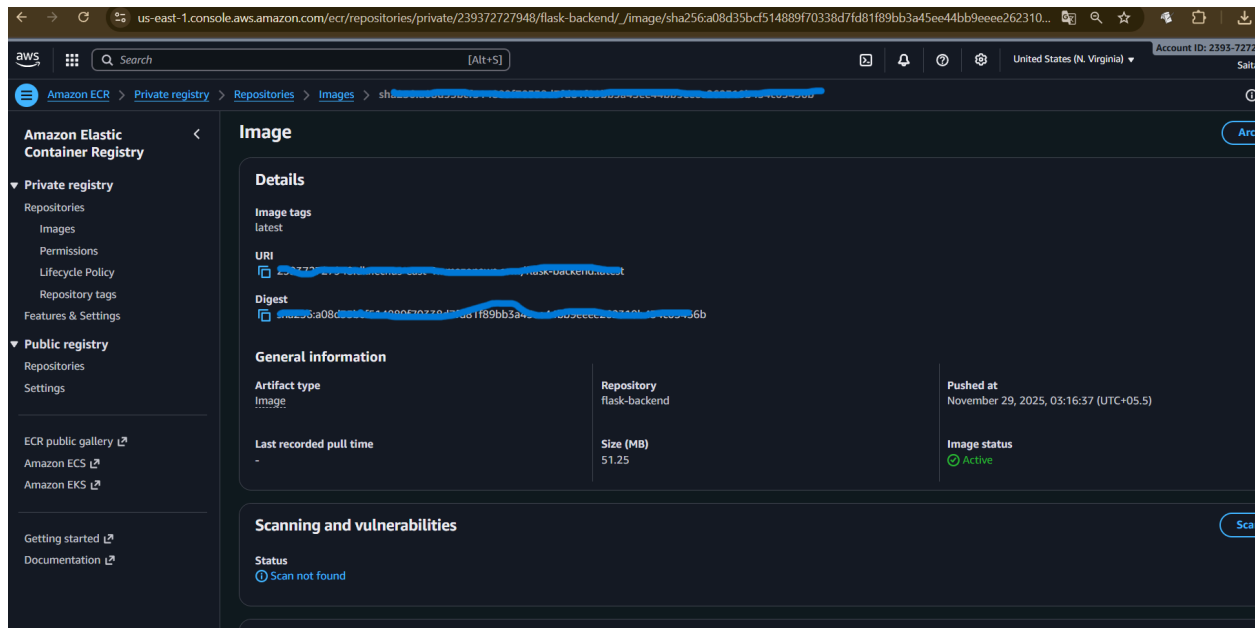 us-east-1.console.aws.amazon.com/ecr/repositories/private/239372727948/flask-backend/_/image/sha256:a08d35bcf514889f70338d7fd81f89bb3a45ee44bb9eeee262310...
aws
Search
[Alt+S]
United States (N. Virginia)
Account ID: 2393-7272
Amazon ECR > Private registry > Repositories > Images >
Amazon Elastic
Container Registry
Private registry
Repositories
Images
Permissions
Lifecycle Policy
Repository tags
Features & Settings
Public registry
Repositories
Settings
ECR public gallery
Amazon ECS
Amazon EKS
Getting started
Documentation
Image
Details
Image tags
latest
URI
Digest
General information
Artifact type
Image
Repository
flask-backend
Pushed at
November 29, 2025, 03:16:37 (UTC+05.5)
Last recorded pull time
-
Size (MB)
51.25
Image status
Active
Scanning and vulnerabilities
Status
Scan not found